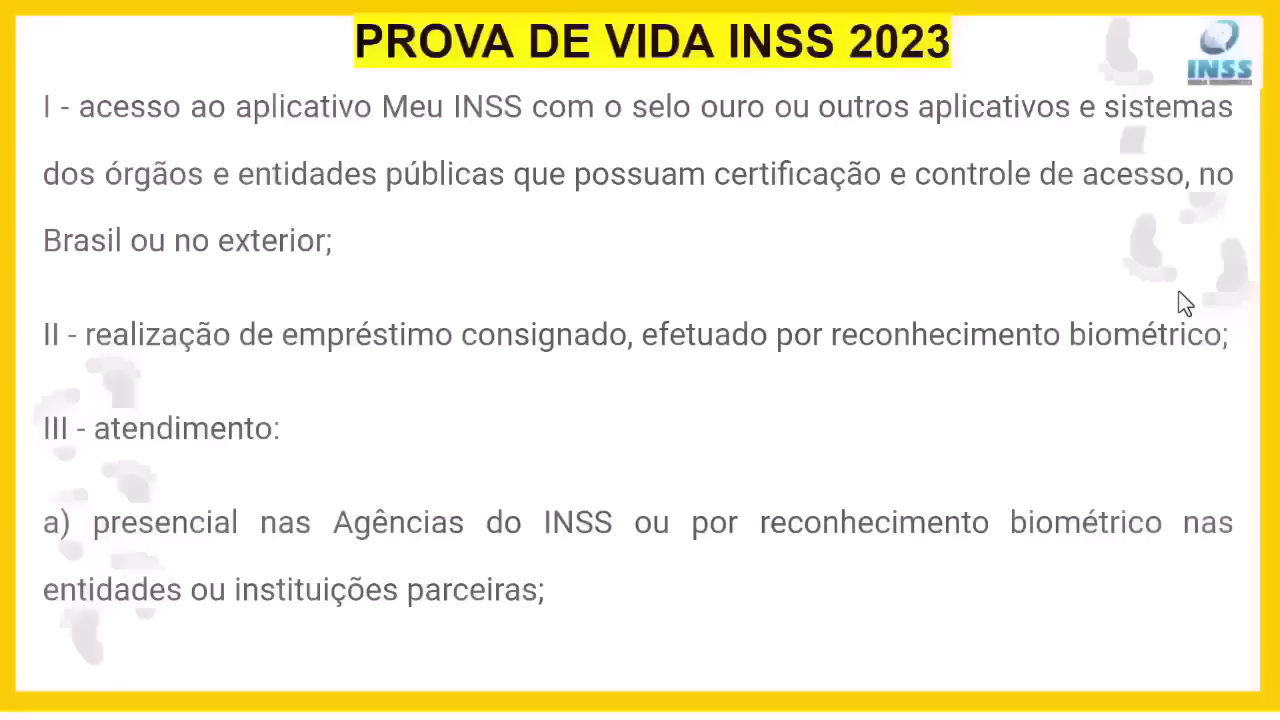 PROVA DE VIDA INSS 2023
INSS
I - acesso ao aplicativo Meu INSS com o selo ouro ou outros aplicativos e sistemas
dos órgãos e entidades públicas que possuam certificação e controle de acesso, no
Brasil ou no exterior;
II - realização de empréstimo consignado, efetuado por reconhecimento biométrico;
III - atendimento:
a) presencial nas Agências do INSS ou por reconhecimento biométrico nas
entidades ou instituições parceiras;